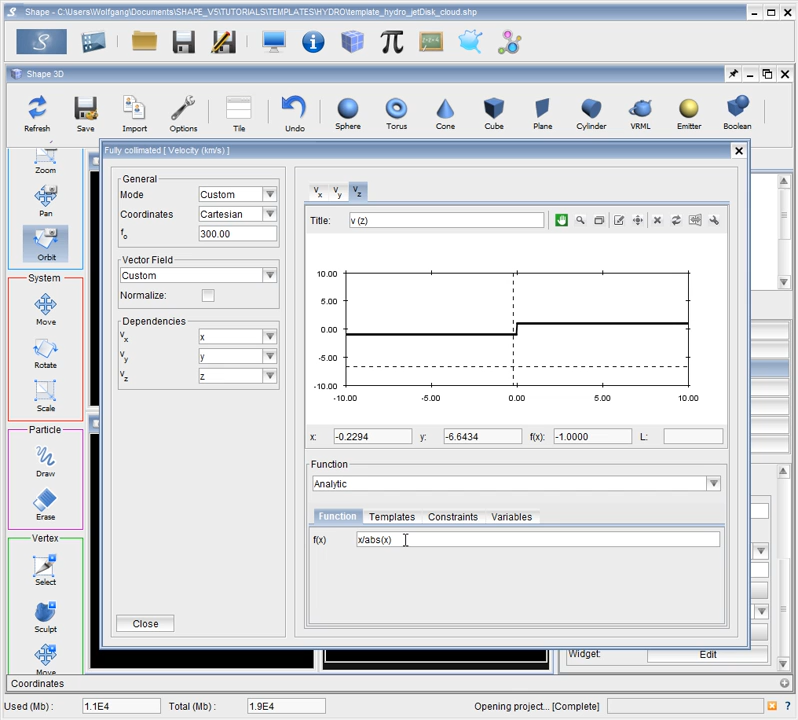 Shape - C:\Users\Wolfgang\Documents\SHAPE_V5\TUTORIALS\TEMPLATES\HYDRO\template_hydro_jetDisk_cloud.shp
S
Shape 3D
Refresh
Save
Import
Options
Tile
Undo
Sphere
Torus
Cone
Cube
Plane
Cylinder
VRML
Emitter
Boolean
Zoom
Pan
Orbit
System
Move
Rotate
Scale
Particle
Draw
Erase
Vertex
Select
Sculpt
Move
Fully collimated [ Velocity (km/s) ]
General
Mode Custom
Coordinates Cartesian
fo 300.00
Vector Field
Custom
Normalize:
Dependencies
vx x
vy y
vz z
Close
vx vy vz
Title: v (z)
10.00
5.00
0.00
-5.00
-10.00
-10.00 -5.00 0.00 5.00 10.00
x: -0.2294 y: -6.6434 f(x): -1.0000 L:
Function
Analytic
Function Templates Constraints Variables
f(x) x/abs(x)
Widget: Edit
Coordinates
Used (Mb) : 1.1E4 Total (Mb) : 1.9E4 Opening project... [Complete] ?